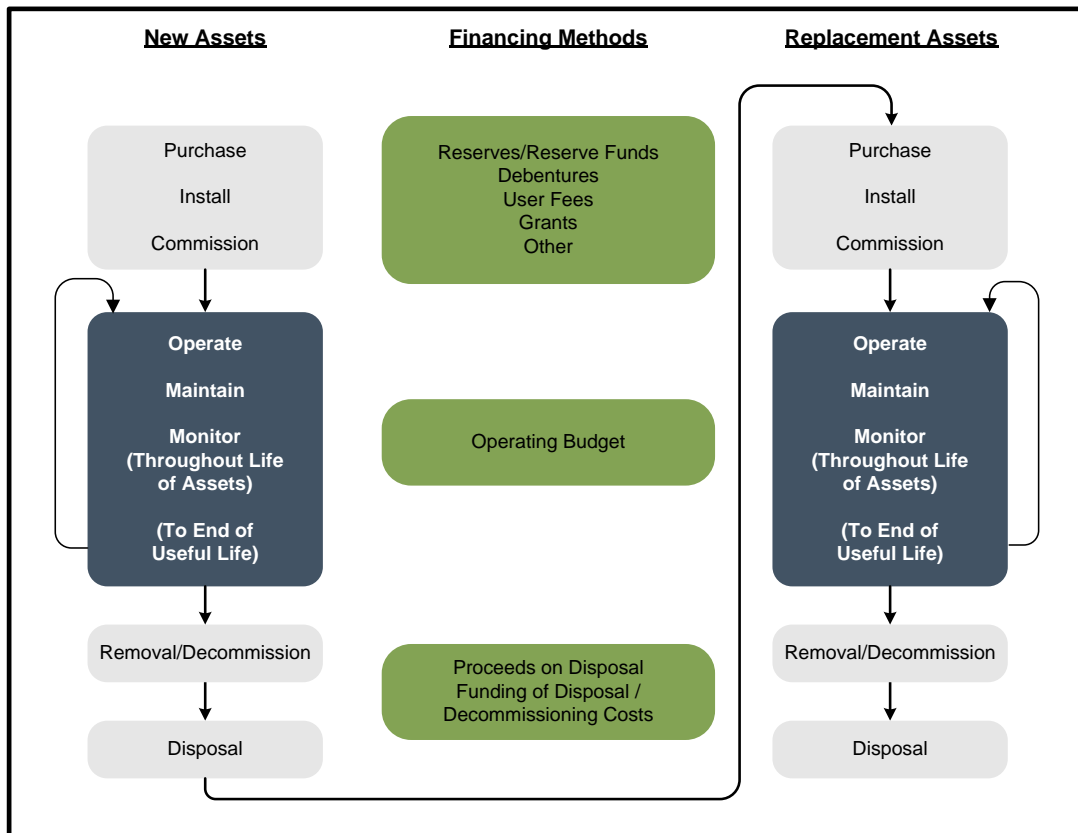 New Assets
Financing Methods
Replacement Assets
Purchase
Install
Commission
Operate
Maintain
Monitor
(Throughout Life
of Assets)
(To End of
Useful Life)
Removal/Decommission
Disposal
Reserves/Reserve Funds
Debentures
User Fees
Grants
Other
Operating Budget
Proceeds on Disposal
Funding of Disposal /
Decommissioning Costs
Purchase
Install
Commission
Operate
Maintain
Monitor
(Throughout Life
of Assets)
(To End of
Useful Life)
Removal/Decommission
Disposal